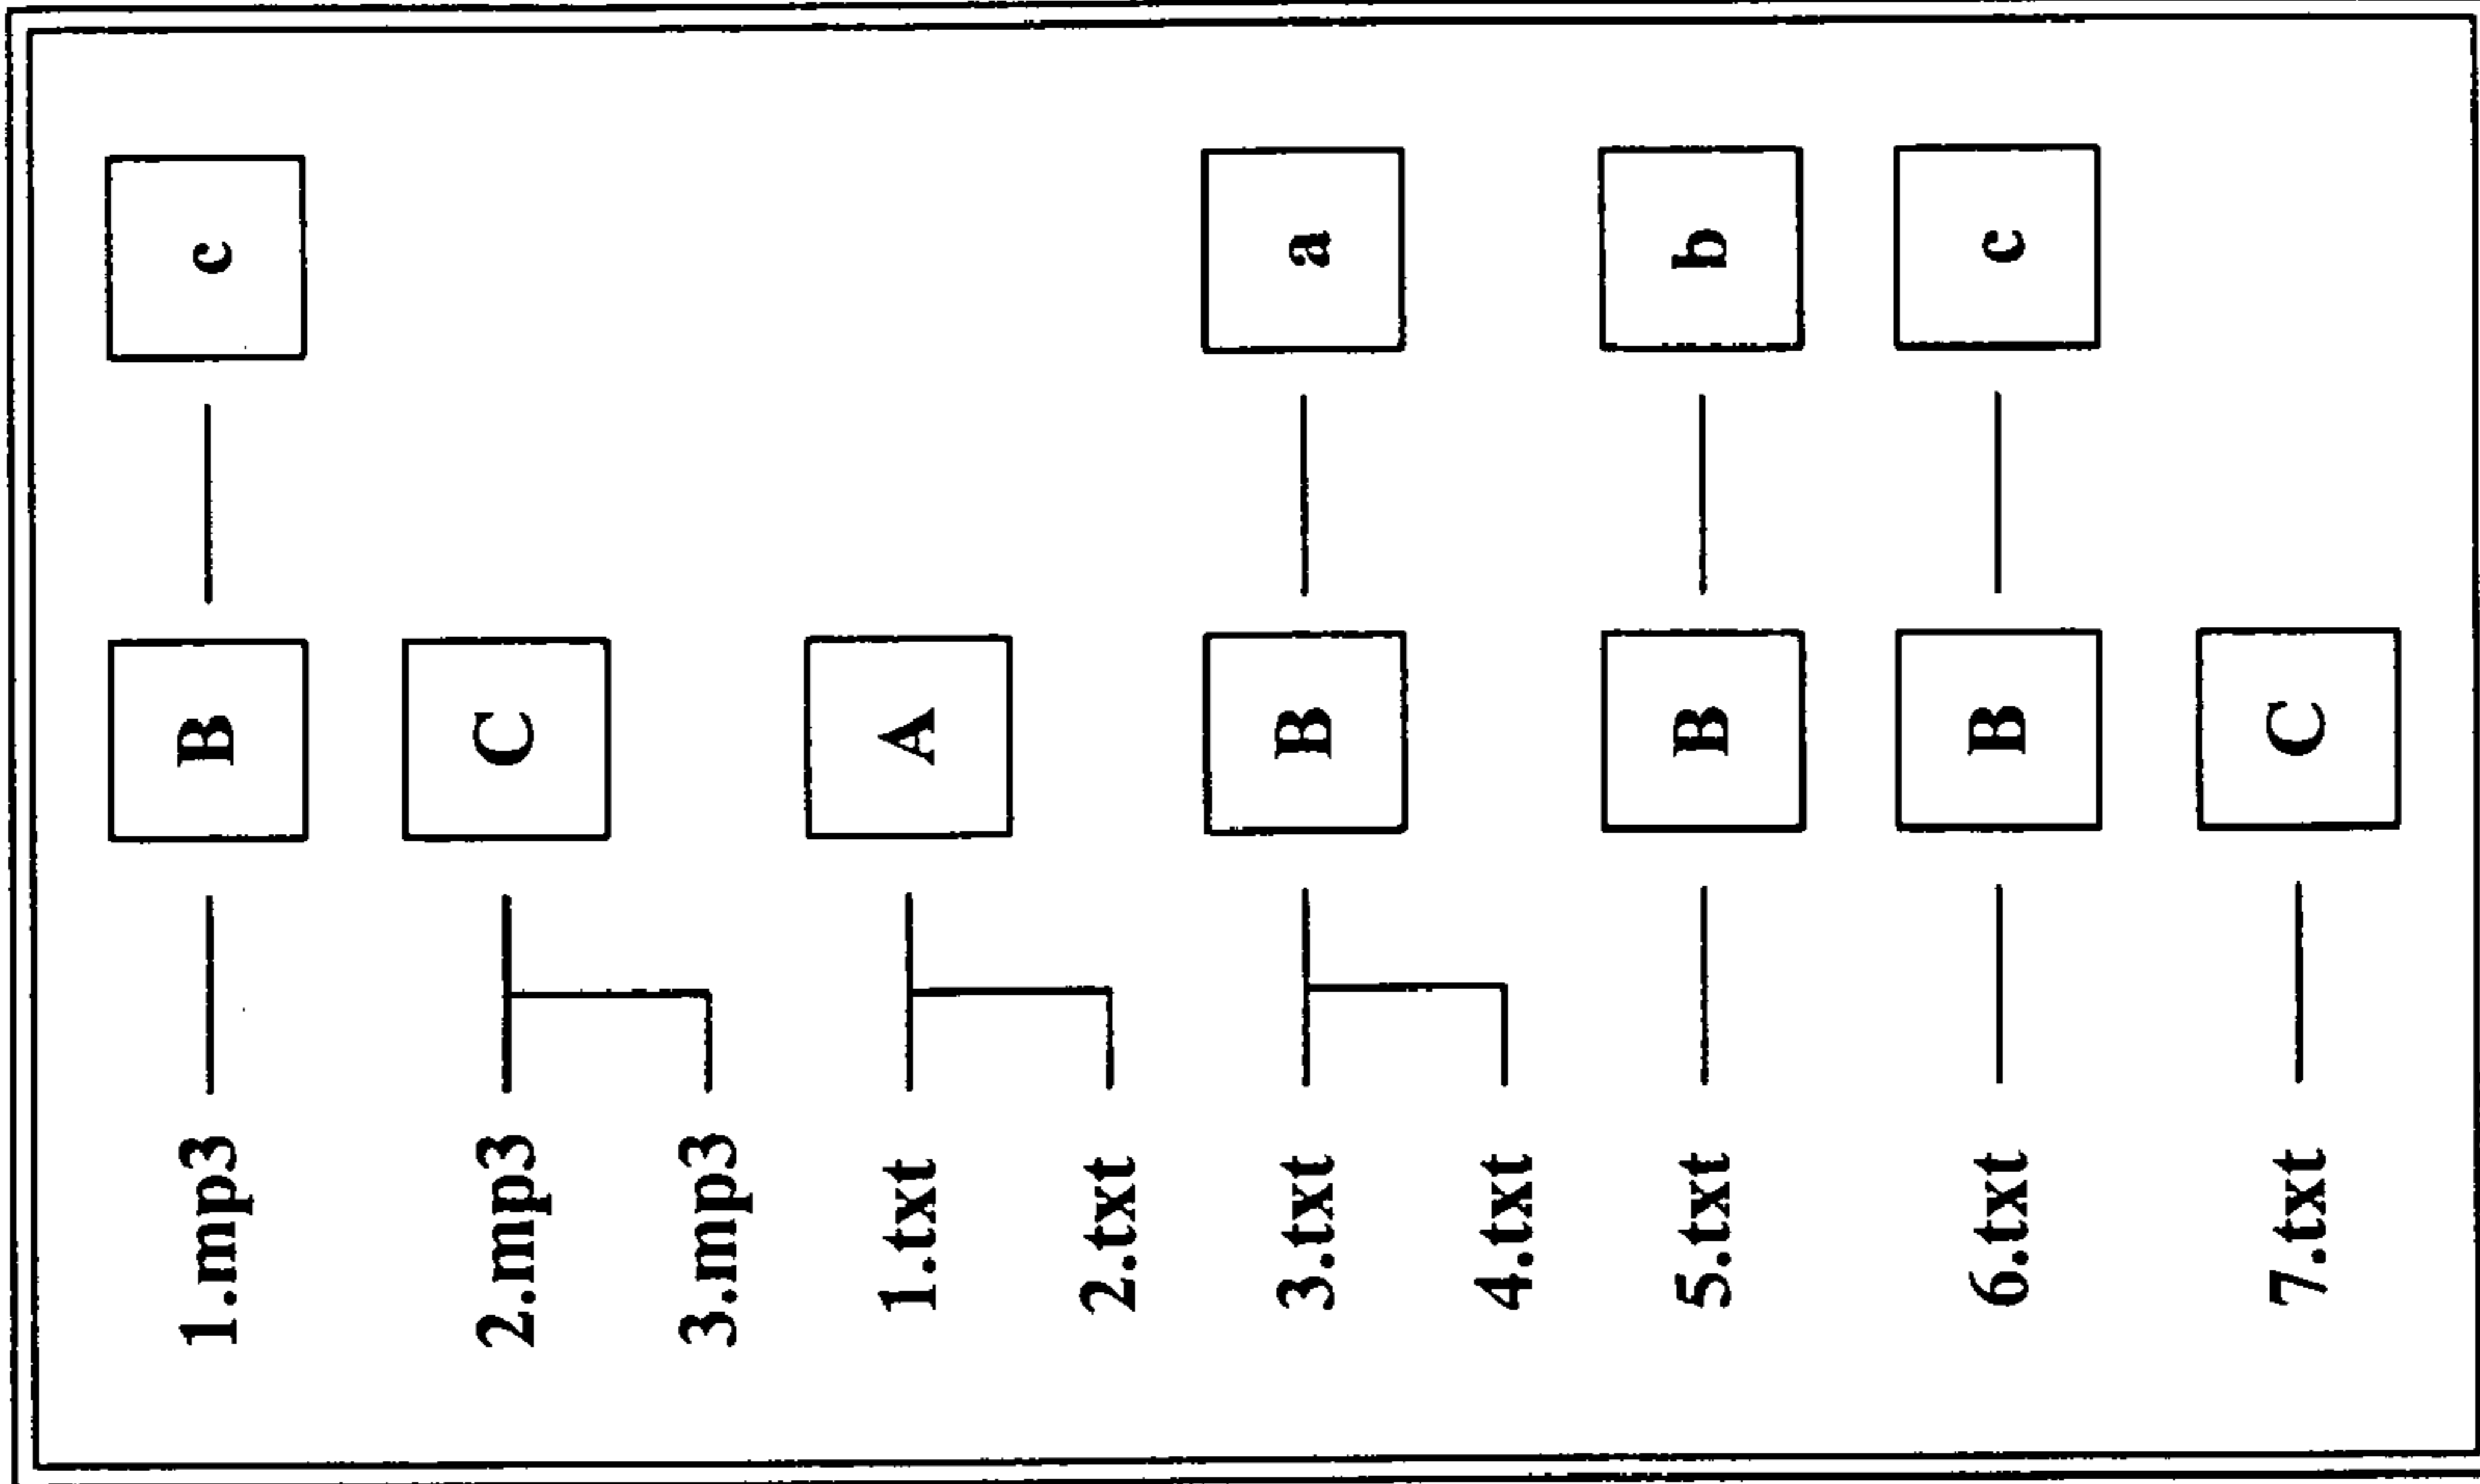 1.mp3 B c
2.mp3 C
3.mp3
1.txt A
2.txt
3.txt B a
4.txt
5.txt B b
6.txt B c
7.txt C